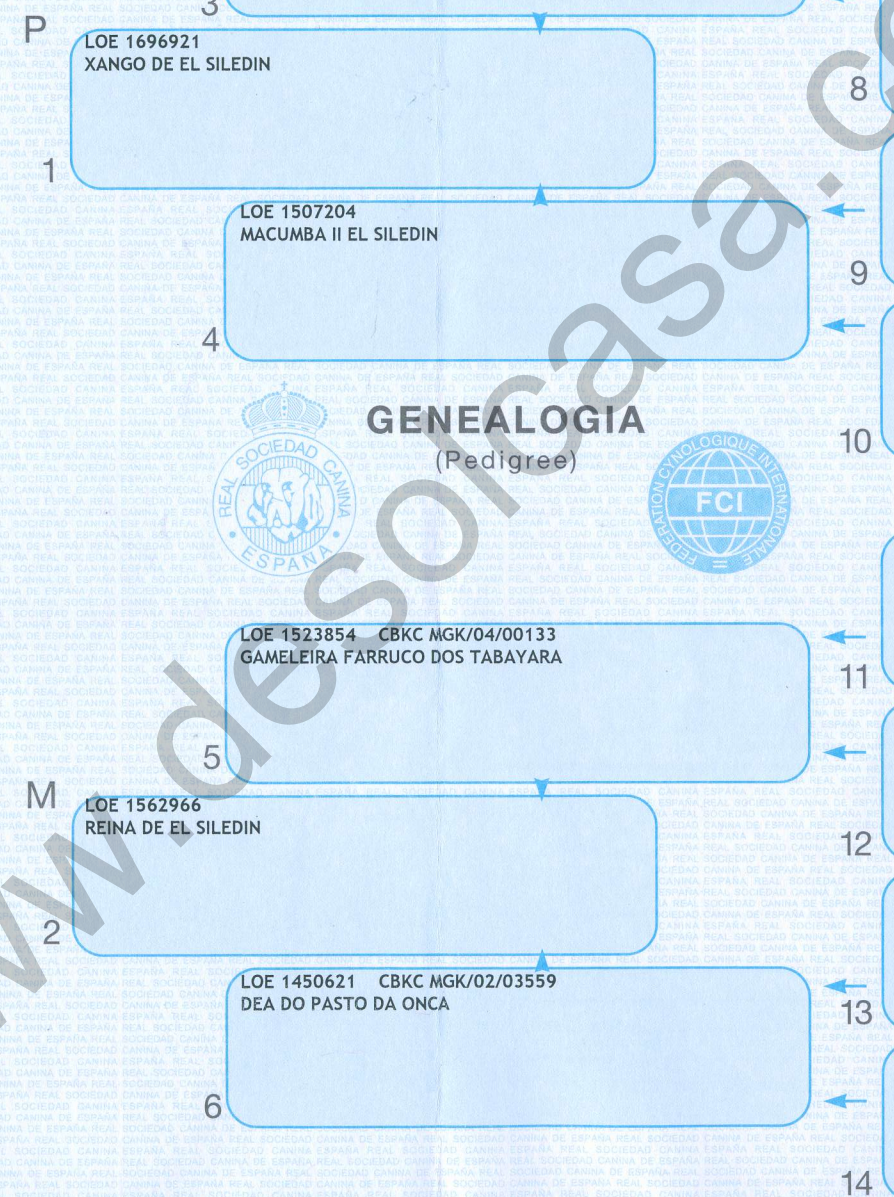 3
P
LOE 1696921
XANGO DE EL SILEDIN
8
1
LOE 1507204
MACUMBA II EL SILEDIN
9
4
REAL SOCIEDAD CANINA
ESPAÑA
GENEALOGIA
(Pedigree)
10
FEDERATION CYNOLOGIQUE INTERNATIONALE
FCI
LOE 1523854 CBKC MGK/04/00133
GAMELEIRA FARRUCO DOS TABAYARA
11
5
M
LOE 1562966
REINA DE EL SILEDIN
12
2
LOE 1450621 CBKC MGK/02/03559
DEA DO PASTO DA ONCA
13
6
14
www.desolcasa.co